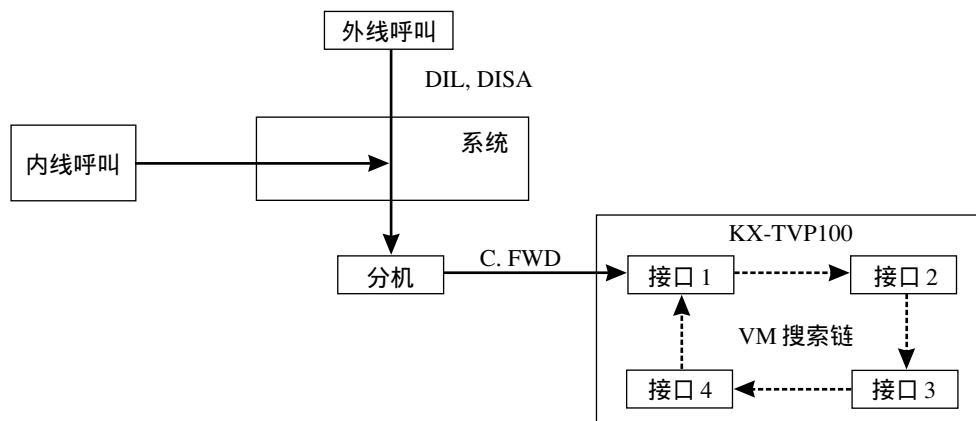 外线呼叫
DIL, DISA
系统
内线呼叫
KX-TVP100
分机
C. FWD
接口 1
接口 2
VM 搜索链
接口 4
接口 3